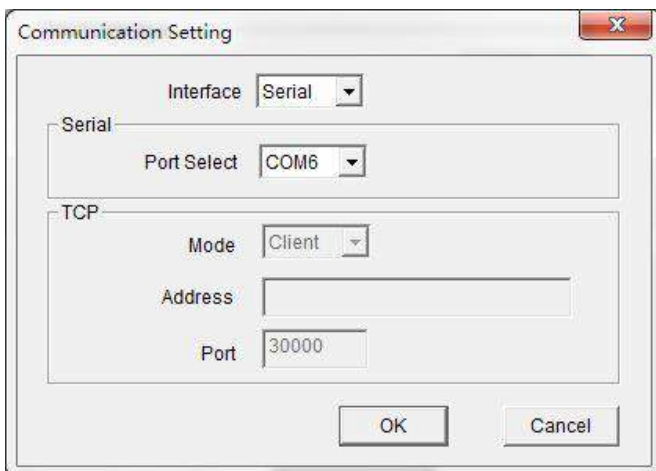 Communication Setting
Interface Serial
Serial
Port Select COM6
TCP
Mode Client
Address
Port 30000
OK Cancel